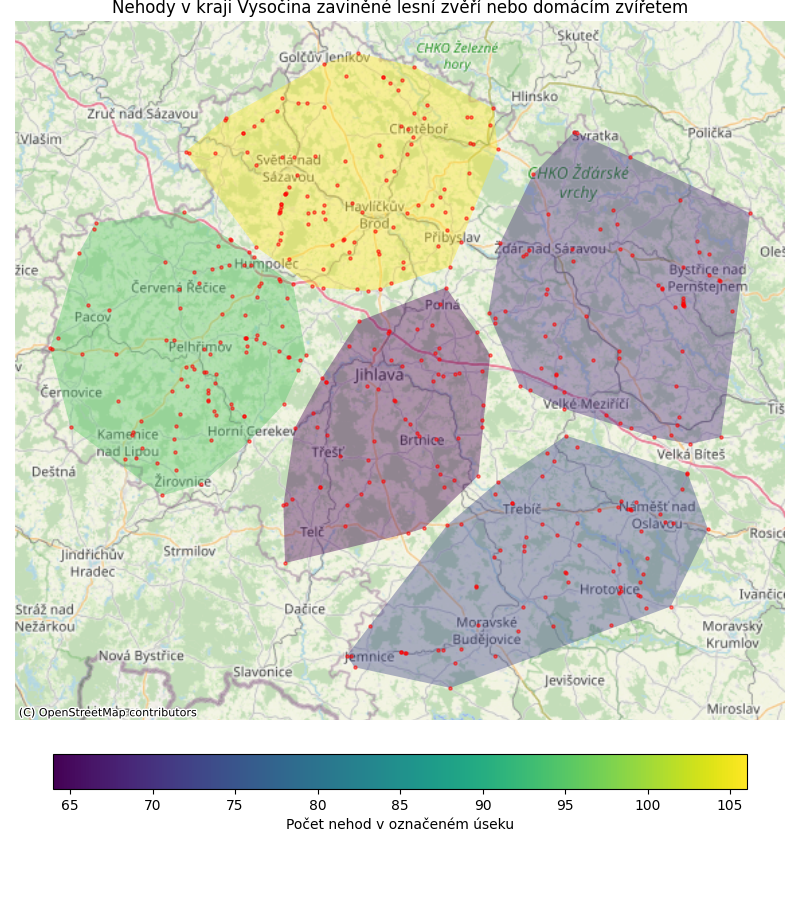 Nehody v kraji Vysočina zaviněné lesní zvěří nebo domácím zvířetem
Golčův Jeníkov
CHKO Železné
hory
Skuteč
Zruč nad Sázavou
Hlinsko
Vlašim
Chotěboř
Svratka
Polička
Světlá nad
Sázavou
CHKO Žďárské
vrchy
Havlíčkův
Brod
Přibyslav
Žďár nad Sázavou
Humpolec
Bystřice nad
Pernštejnem
Červená Řečice
Polná
Pacov
Pelhřimov
Jihlava
Černovice
Velké Meziříčí
Kamenice
nad Lipou
Horní Cerekev
Brtnice
Třešť
Velká Bíteš
Deštná
Žirovnice
Třebíč
Náměšť nad
Oslavou
Telč
Strmilov
Jindřichův
Hradec
Hrotovice
Dačice
Stráž nad
Nežárkou
Moravské
Budějovice
Moravský
Krumlov
Nová Bystřice
Jemnice
Slavonice
Jevišovice
Miroslav
(C) OpenStreetMap contributors
65 70 75 80 85 90 95 100 105
Počet nehod v označeném úseku